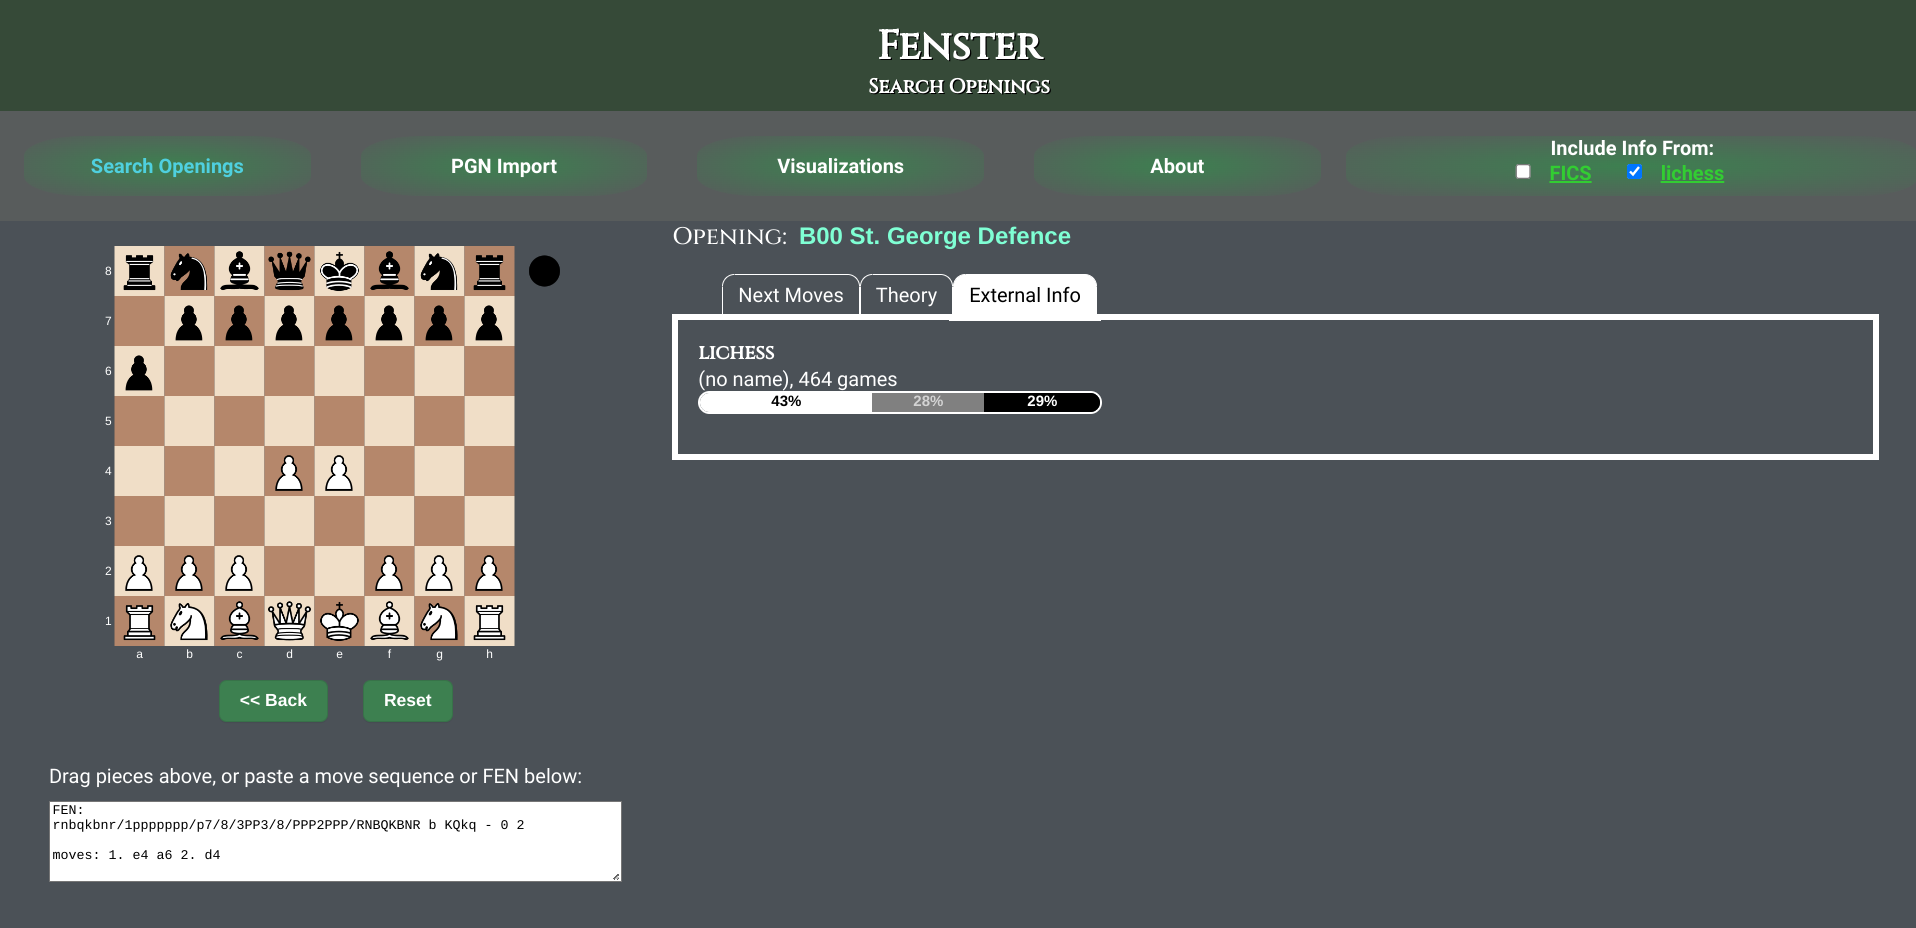 Fenster
Search Openings
Search Openings
PGN Import
Visualizations
About
Include Info From:
FICS
lichess
Opening: B00 St. George Defence
Next Moves
Theory
External Info
LICHESS
(no name), 464 games
43%
28%
29%
8
7
6
5
4
3
2
1
a b c d e f g h
<< Back
Reset
Drag pieces above, or paste a move sequence or FEN below:
FEN:
rnbqkbnr/1ppppppp/p7/8/3PP3/8/PPP2PPP/RNBQKBNR b KQkq - 0 2
moves: 1. e4 a6 2. d4